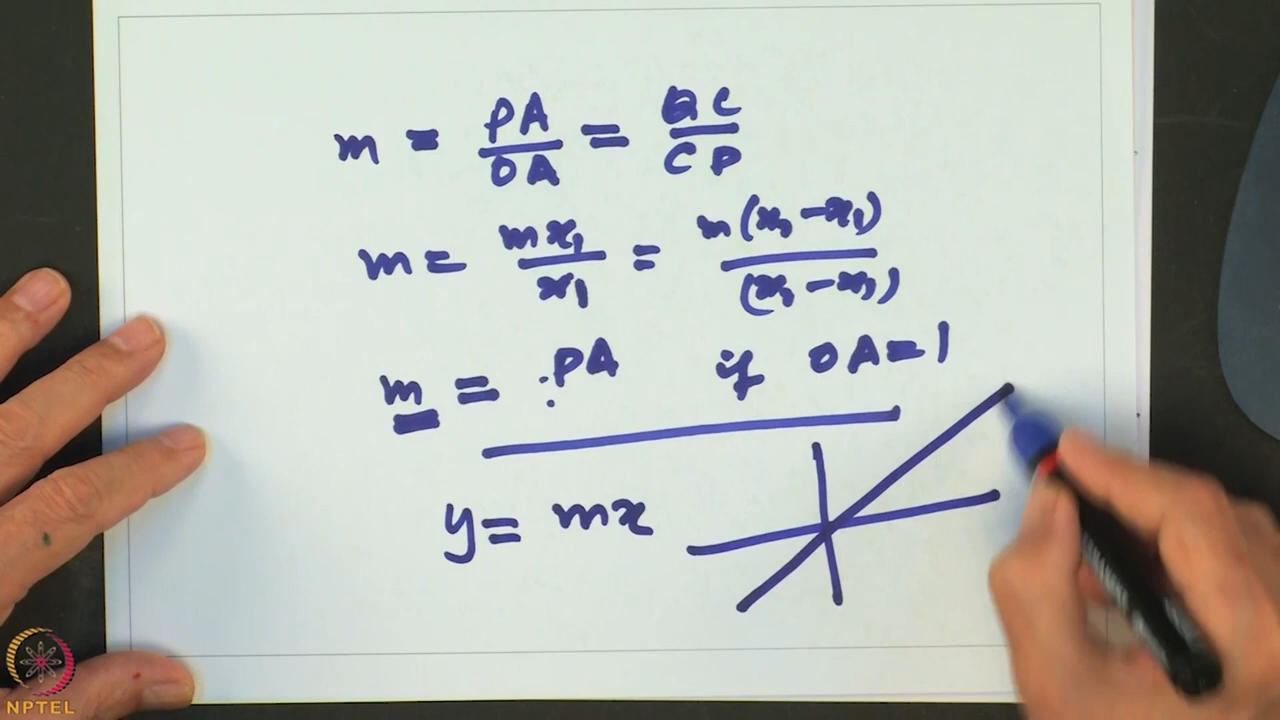 m = PA/OA = QC/CP
m = mx₁/x₁ = m(x₂-x₁)/(x₂-x₁)
m = PA if OA=1
y = mx
NPTEL